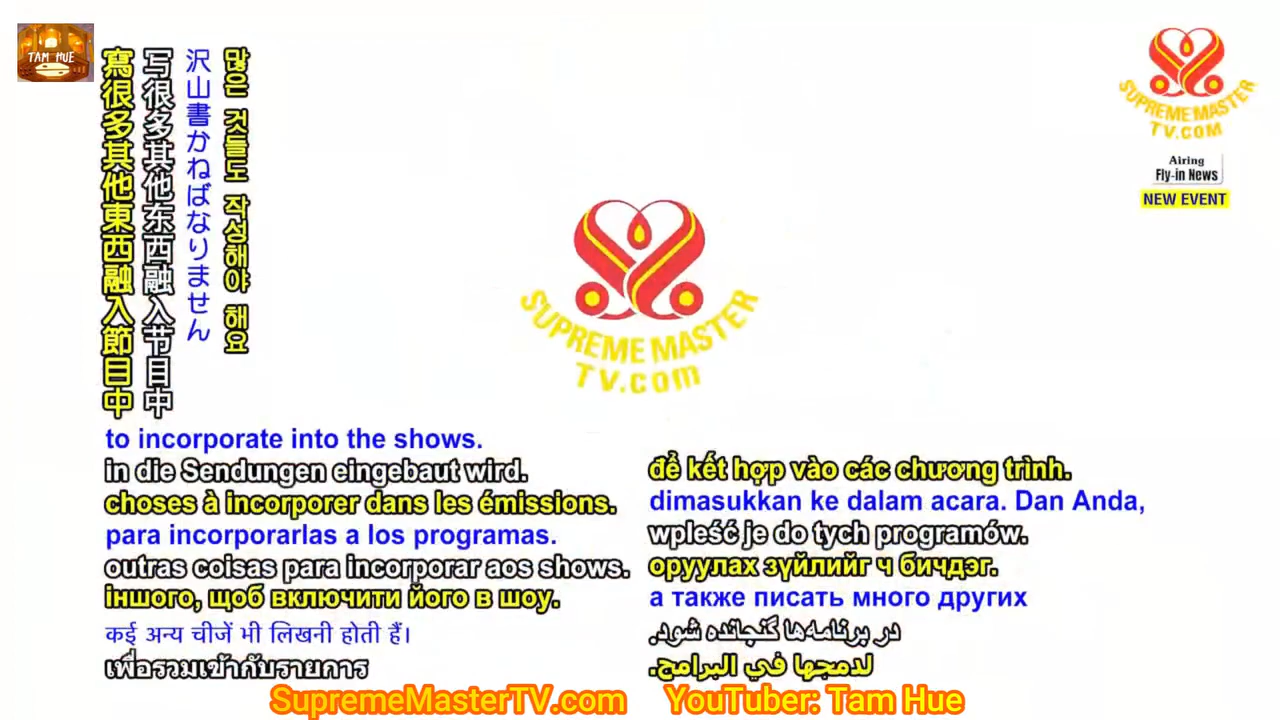 TAM HUE
寫很多其他東西融入節目中
写很多其他东西融入节目中
沢山書かねばなりません
많은 것들도 작성해야 해요
SUPREME MASTER
TV.COM
Airing
Fly-in News
NEW EVENT
SUPREME MASTER
TV.COM
to incorporate into the shows.
in die Sendungen eingebaut wird.
choses à incorporer dans les émissions.
para incorporarlas a los programas.
outras coisas para incorporar aos shows.
іншого, щоб включити його в шоу.
कई अन्य चीजें भी लिखनी होती हैं।
เพื่อรวมเข้ากับรายการ
để kết hợp vào các chương trình.
dimasukkan ke dalam acara. Dan Anda,
wpleść je do tych programów.
оруулах зүйлийг ч бичдэг.
а также писать много других
در برنامه‌ها گنجانده شود.
لدمجها في البرامج.
SupremeMasterTV.com YouTuber: Tam Hue